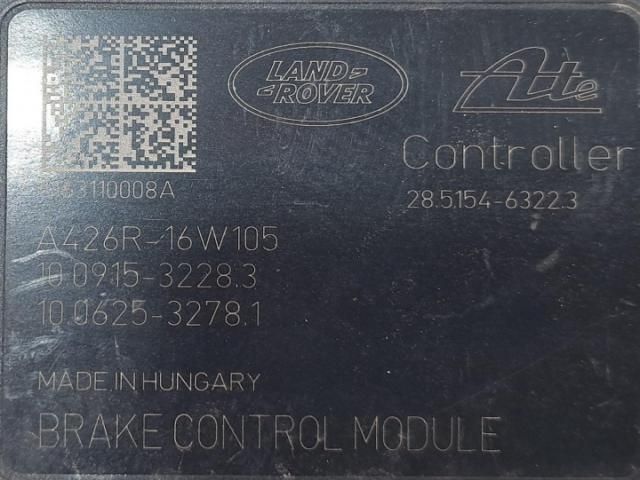 LAND
ROVER
Ate
Controller
28.5154-6322.3
A426R-16W105
10.0915-3228.3
10.0625-3278.1
MADE IN HUNGARY
BRAKE CONTROL MODULE